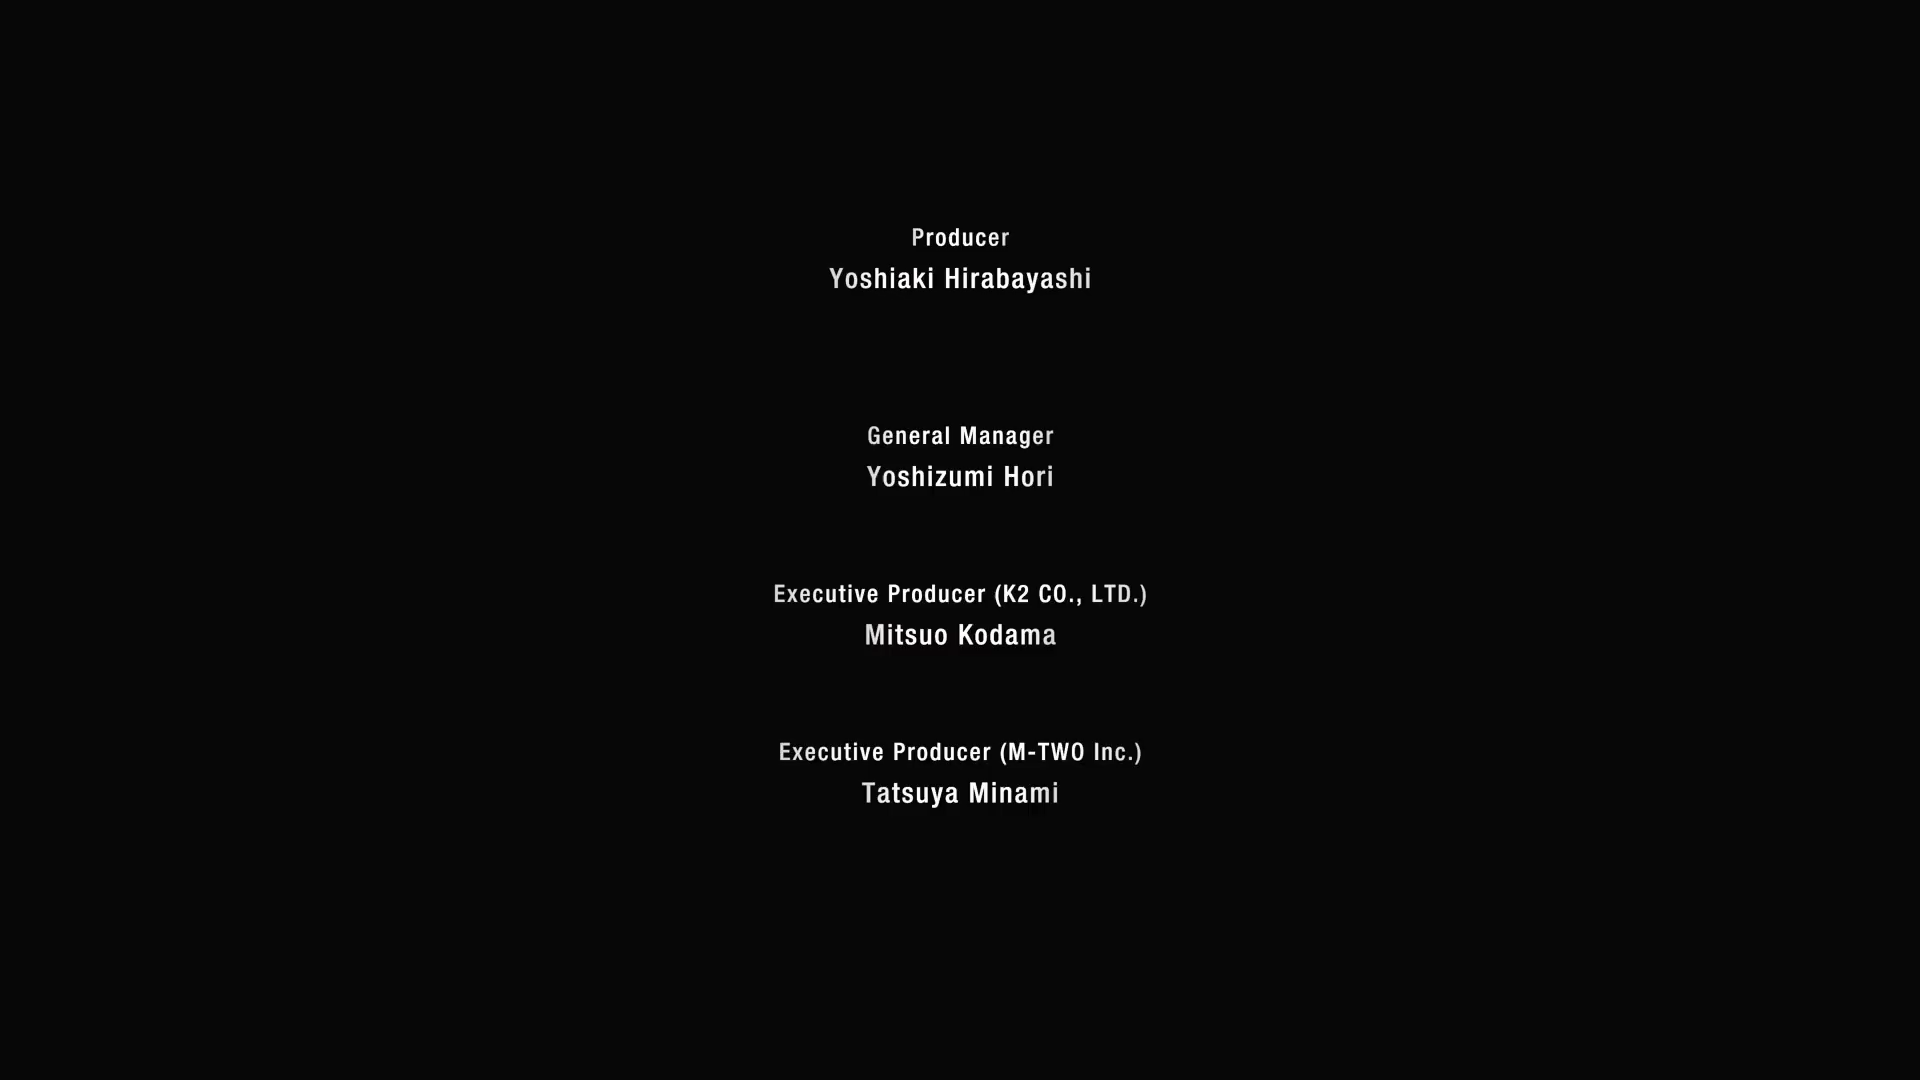 Producer
Yoshiaki Hirabayashi
General Manager
Yoshizumi Hori
Executive Producer (K2 CO., LTD.)
Mitsuo Kodama
Executive Producer (M-TWO Inc.)
Tatsuya Minami